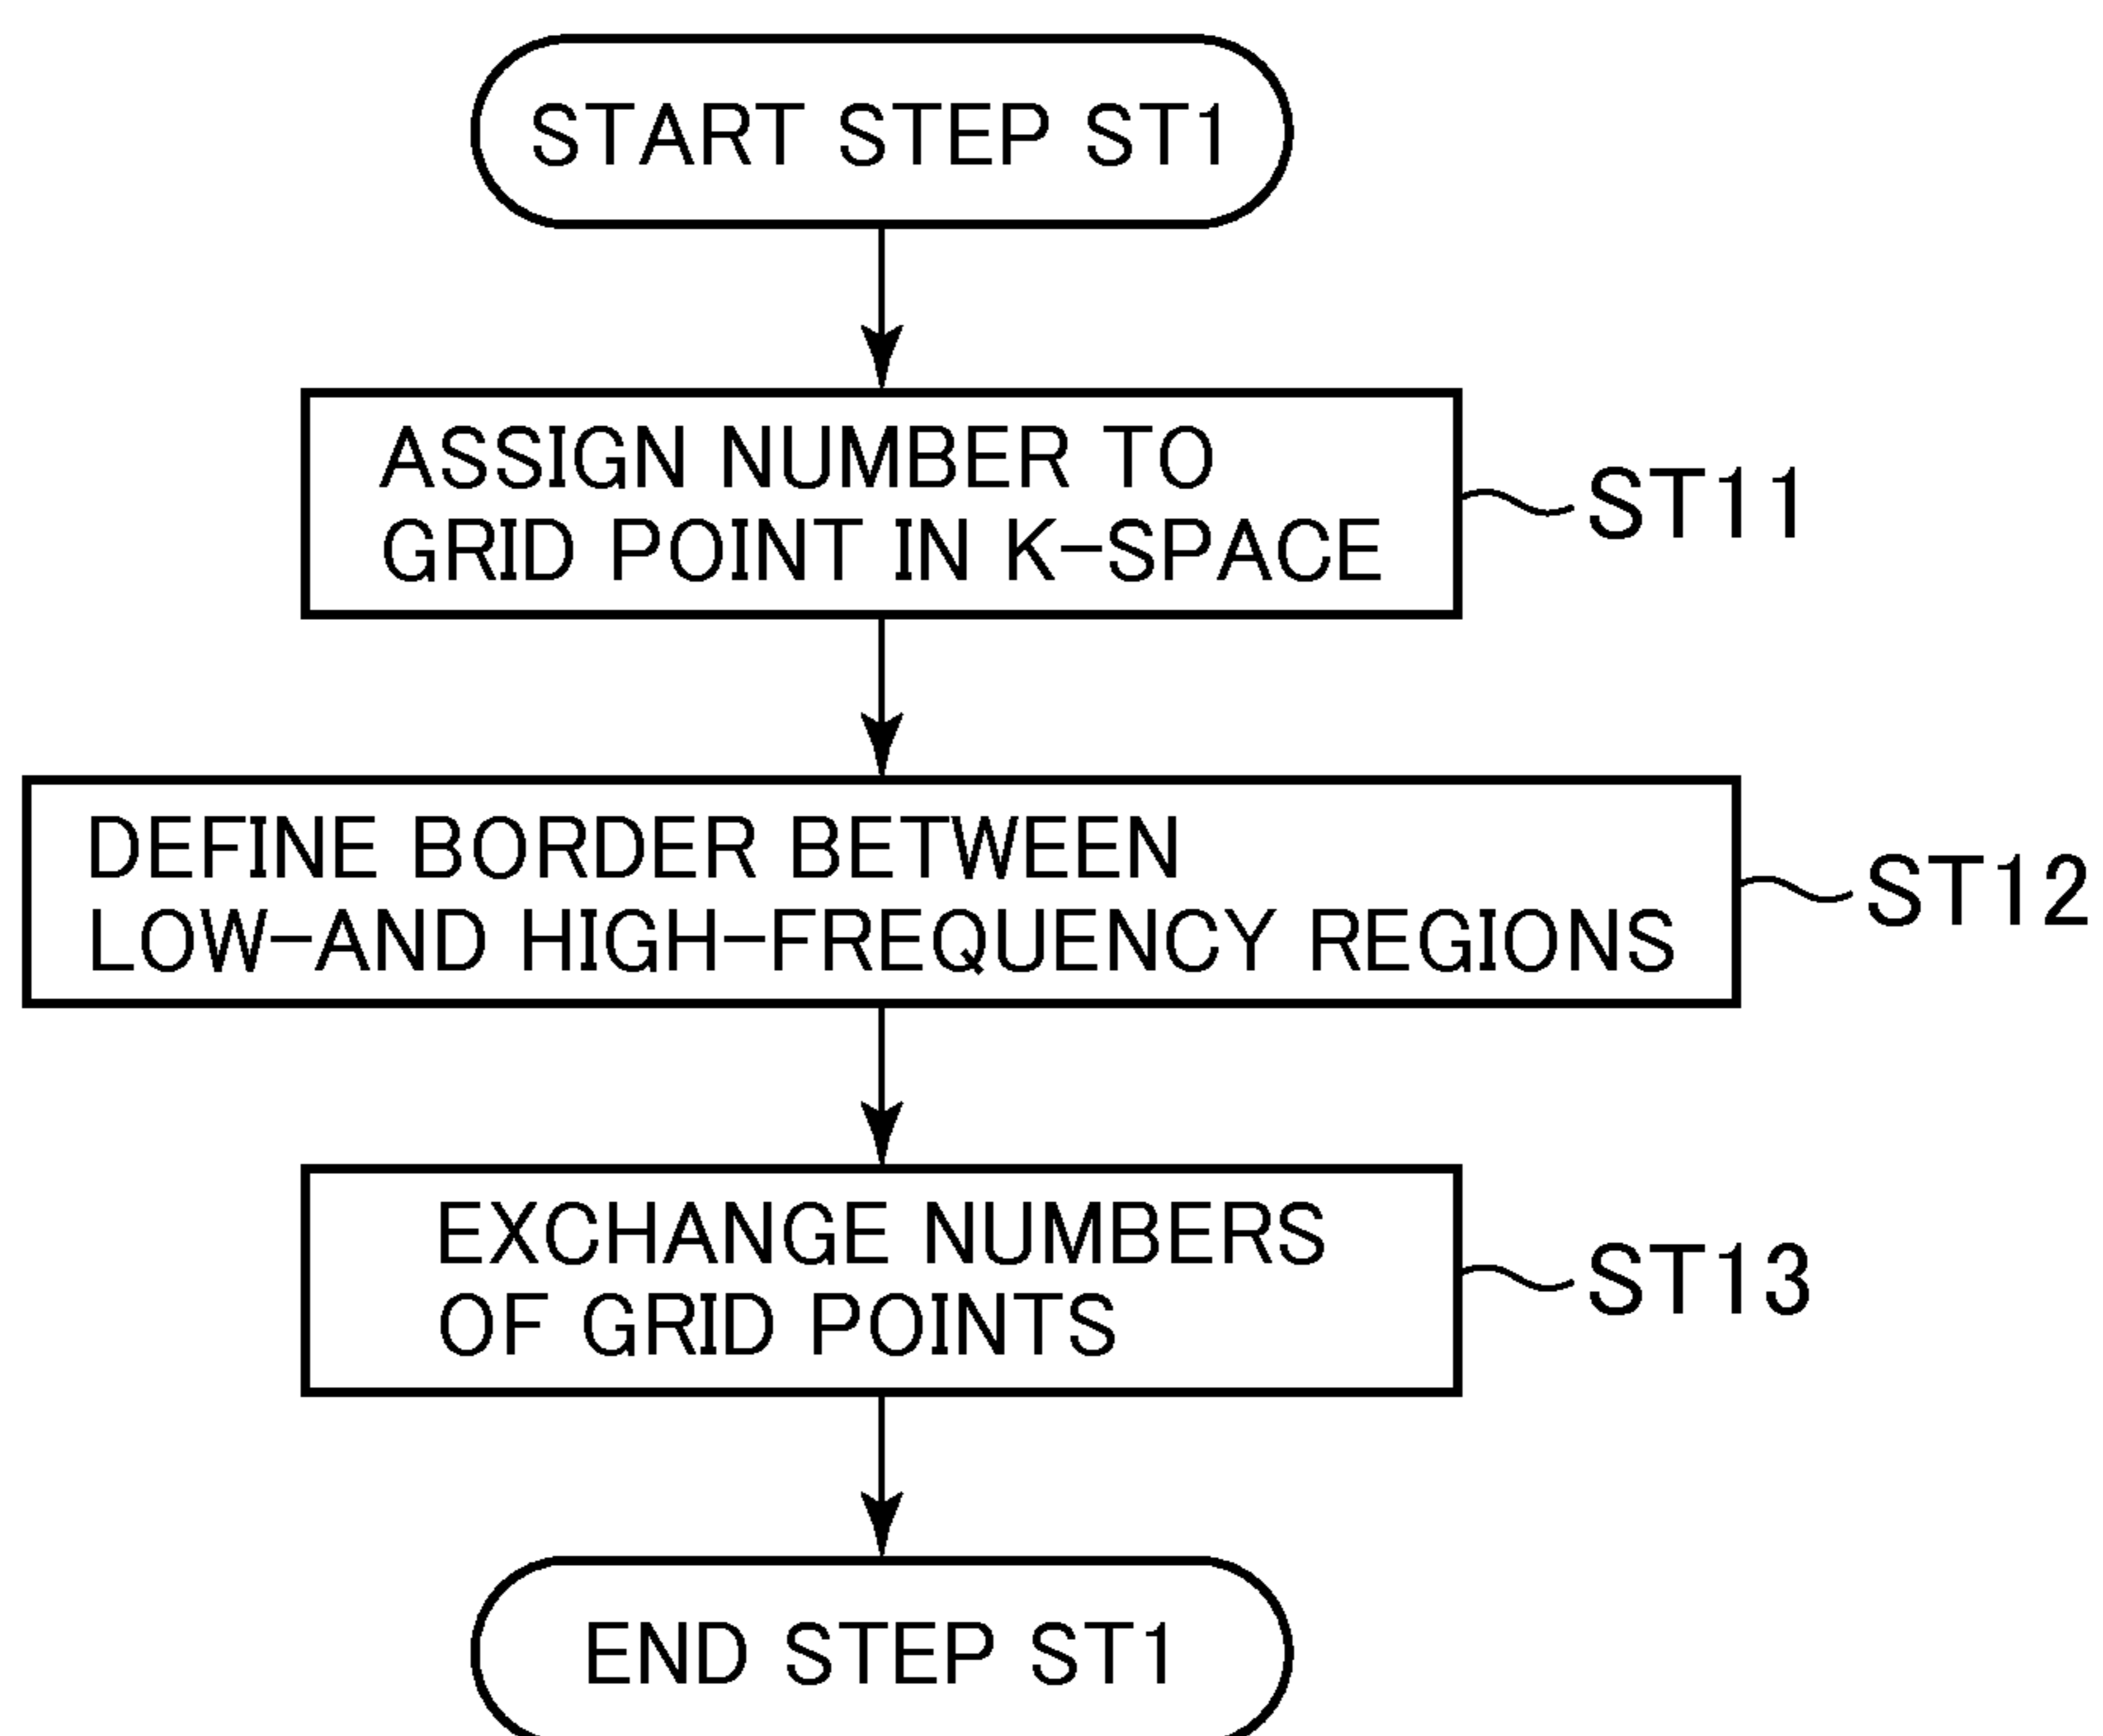 START STEP ST1
ASSIGN NUMBER TO
GRID POINT IN K-SPACE
ST11
DEFINE BORDER BETWEEN
LOW-AND HIGH-FREQUENCY REGIONS
ST12
EXCHANGE NUMBERS
OF GRID POINTS
ST13
END STEP ST1